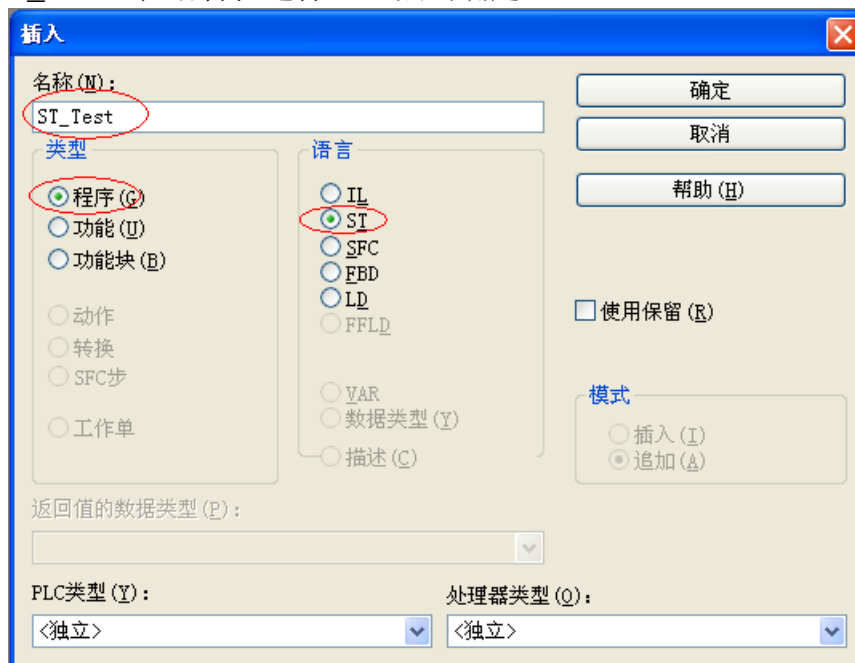 插入
名称(N):
ST_Test
确定
取消
帮助(H)
类型
程序(G)
功能(U)
功能块(B)
动作
转换
SFC步
工作单
语言
IL
ST
SFC
FBD
LD
FFLD
VAR
数据类型(Y)
描述(C)
使用保留(R)
模式
插入(I)
追加(A)
返回值的数据类型(P):
PLC类型(Y):
<独立>
处理器类型(O):
<独立>